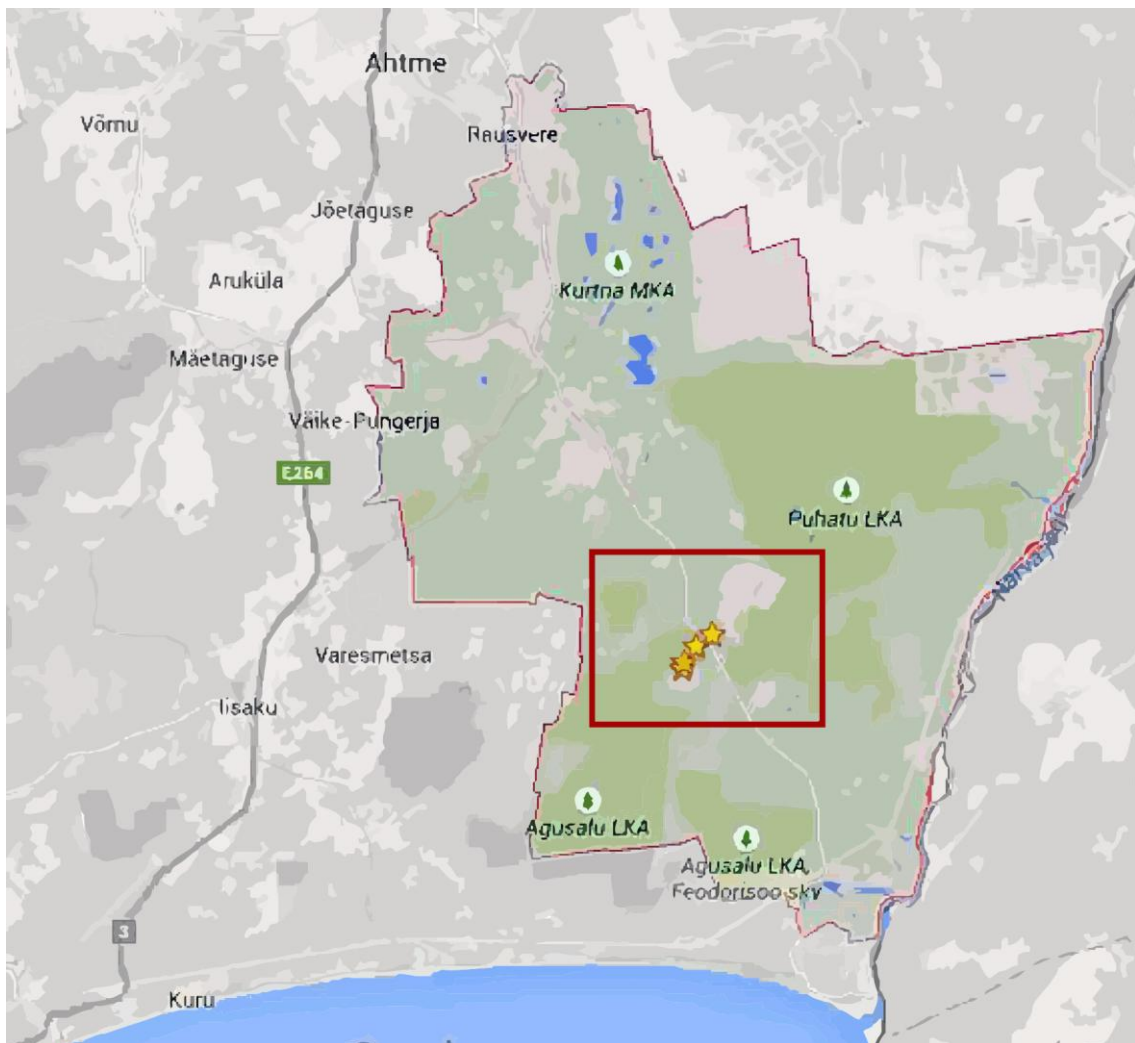 Ahtme
Võrnu
Rausvere
Jõetaguse
Aruküla
Kurtna MKA
Mäetaguse
Väike-Pungerja
E264
Puhatu LKA
Narva jõgi
Varesmetsa
Iisaku
Agusalu LKA
Agusalu LKA,
Feodorisoo skv
3
Kuru